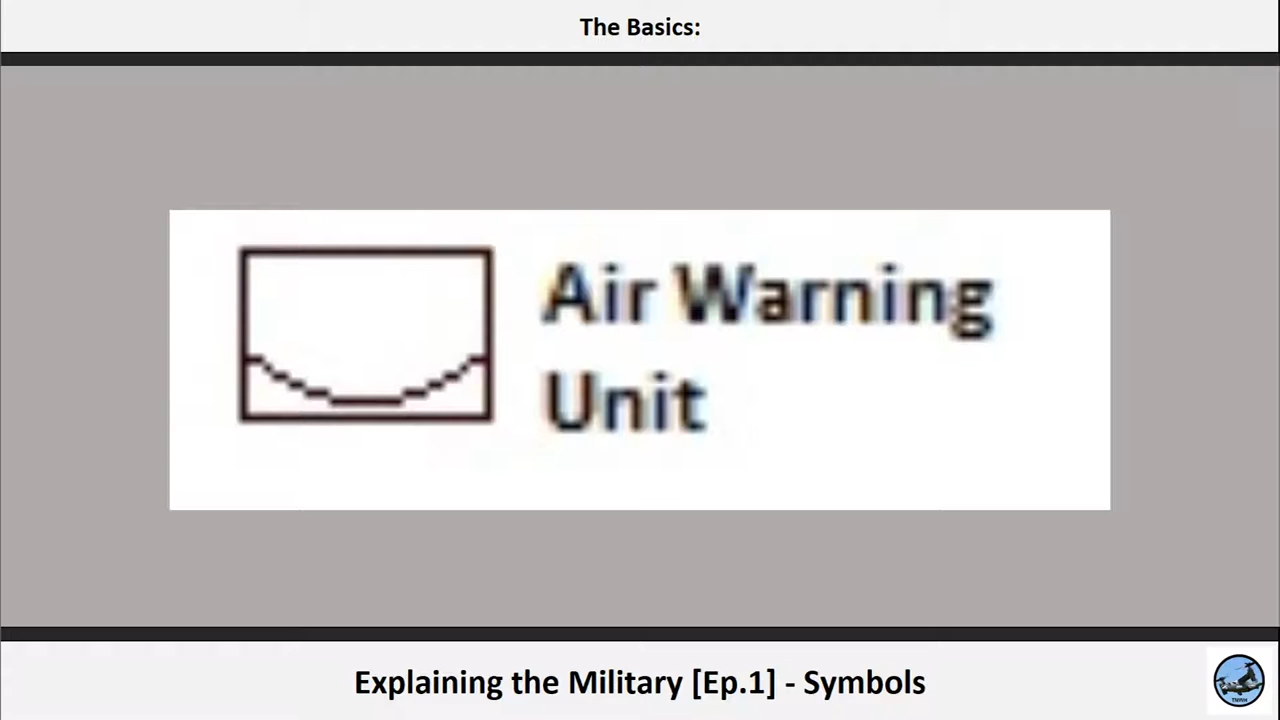 The Basics:
Air Warning
Unit
Explaining the Military [Ep.1] - Symbols